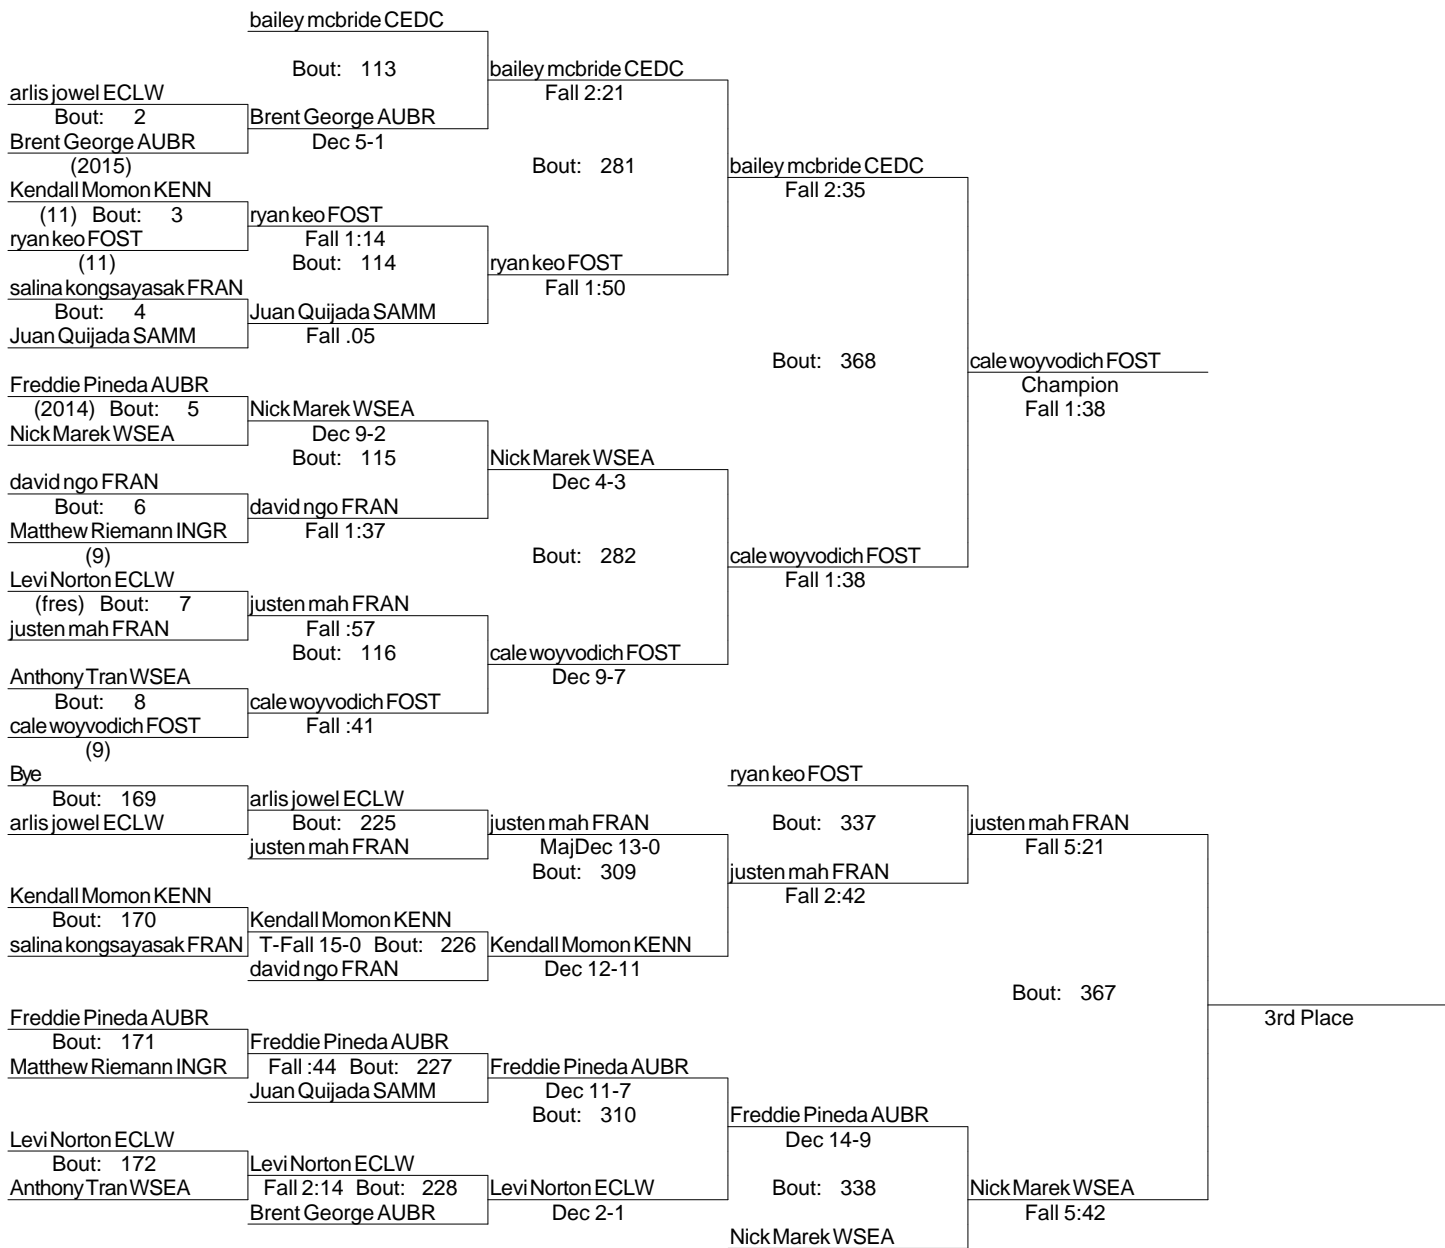 bailey mcbride CEDC
Bout: 113
bailey mcbride CEDC
arlis jowel ECLW
Fall 2:21
Bout: 2
Brent George AUBR
Brent George AUBR
Dec 5-1
(2015)
Bout: 281
bailey mcbride CEDC
Kendall Momon KENN
Fall 2:35
(11) Bout: 3
ryan keo FOST
ryan keo FOST
Fall 1:14
(11)
Bout: 114
ryan keo FOST
salina kongsayasak FRAN
Fall 1:50
Bout: 4
Juan Quijada SAMM
Juan Quijada SAMM
Fall .05
Bout: 368
cale woyvodich FOST
Freddie Pineda AUBR
Champion
(2014) Bout: 5
Nick Marek WSEA
Fall 1:38
Nick Marek WSEA
Dec 9-2
Bout: 115
Nick Marek WSEA
david ngo FRAN
Dec 4-3
Bout: 6
david ngo FRAN
Matthew Riemann INGR
Fall 1:37
(9)
Bout: 282
cale woyvodich FOST
Levi Norton ECLW
Fall 1:38
(fres) Bout: 7
justen mah FRAN
justen mah FRAN
Fall :57
Bout: 116
cale woyvodich FOST
Anthony Tran WSEA
Dec 9-7
Bout: 8
cale woyvodich FOST
cale woyvodich FOST
Fall :41
(9)
Bye
ryan keo FOST
Bout: 169
arlis jowel ECLW
arlis jowel ECLW
Bout: 225
justen mah FRAN
Bout: 337
justen mah FRAN
justen mah FRAN
MajDec 13-0
Fall 5:21
Bout: 309
justen mah FRAN
Kendall Momon KENN
Fall 2:42
Bout: 170
Kendall Momon KENN
salina kongsayasak FRAN
T-Fall 15-0 Bout: 226
Kendall Momon KENN
david ngo FRAN
Dec 12-11
Bout: 367
Freddie Pineda AUBR
3rd Place
Bout: 171
Freddie Pineda AUBR
Matthew Riemann INGR
Fall :44 Bout: 227
Freddie Pineda AUBR
Juan Quijada SAMM
Dec 11-7
Bout: 310
Freddie Pineda AUBR
Levi Norton ECLW
Dec 14-9
Bout: 172
Levi Norton ECLW
Anthony Tran WSEA
Fall 2:14 Bout: 228
Levi Norton ECLW
Bout: 338
Nick Marek WSEA
Brent George AUBR
Dec 2-1
Fall 5:42
Nick Marek WSEA